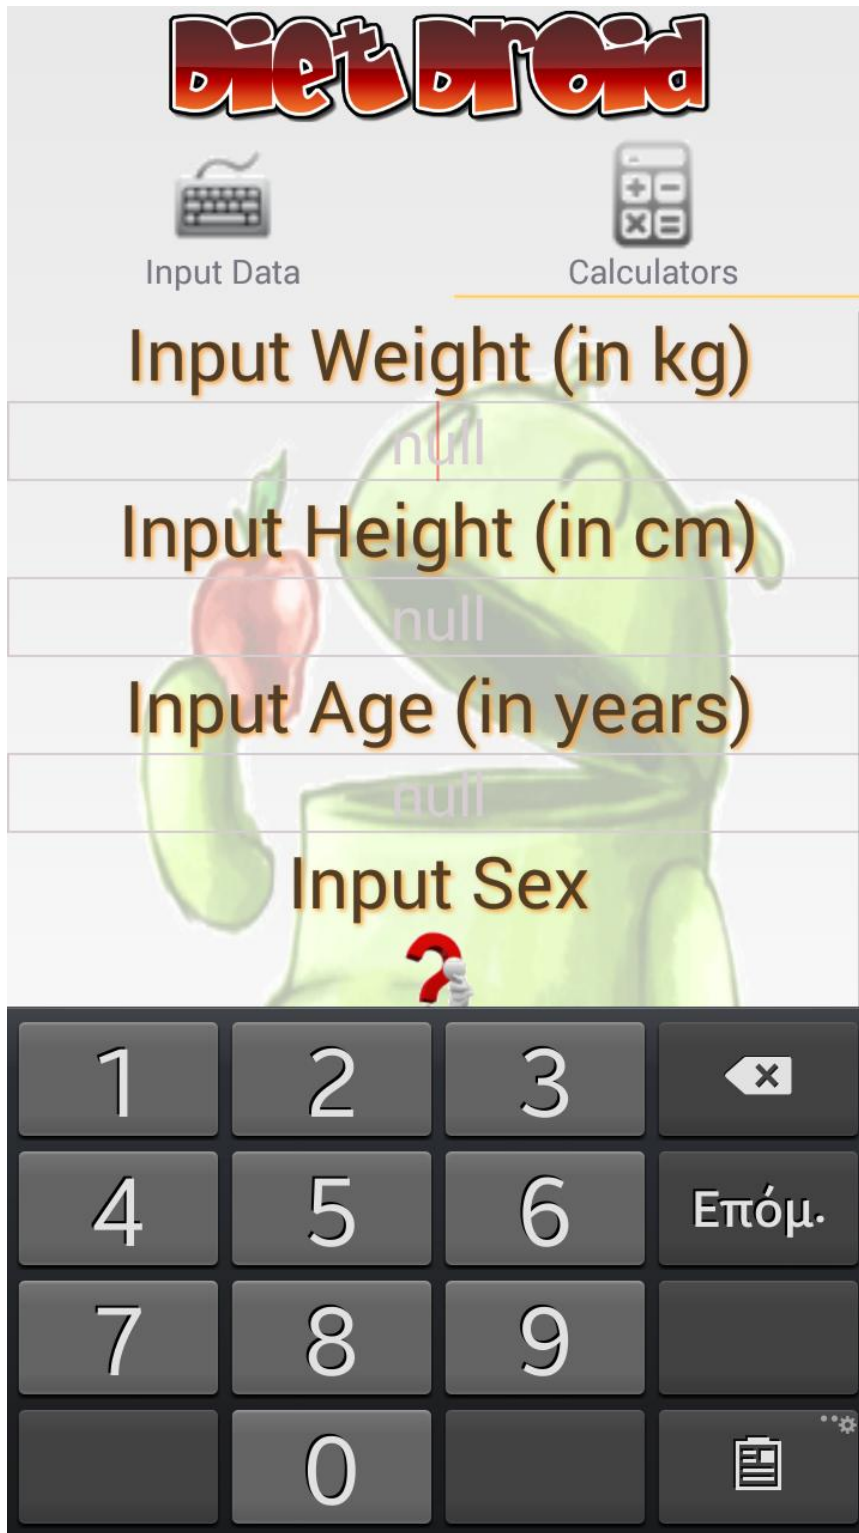 Diet Droid
Input Data
Calculators
Input Weight (in kg)
null
Input Height (in cm)
null
Input Age (in years)
null
Input Sex
?
1 2 3
4 5 6 Επόμ.
7 8 9
0